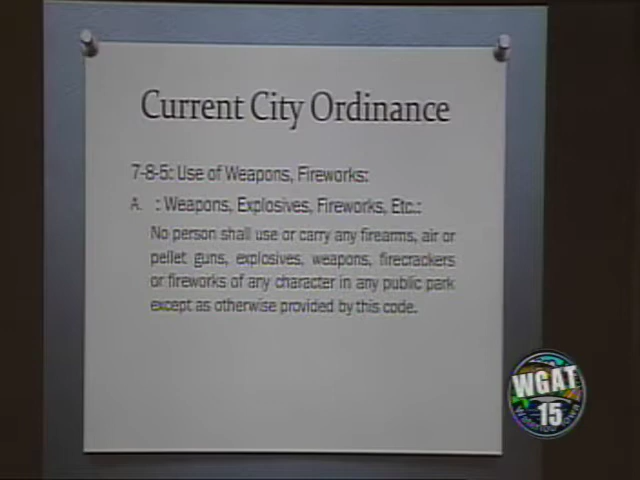 Current City Ordinance
7-8-5: Use of Weapons, Fireworks:
A. : Weapons, Explosives, Fireworks, Etc.:
No person shall use or carry any firearms, air or
pellet guns, explosives, weapons, firecrackers
or fireworks of any character in any public park
except as otherwise provided by this code.
WGAT
15
Waterloo, Iowa